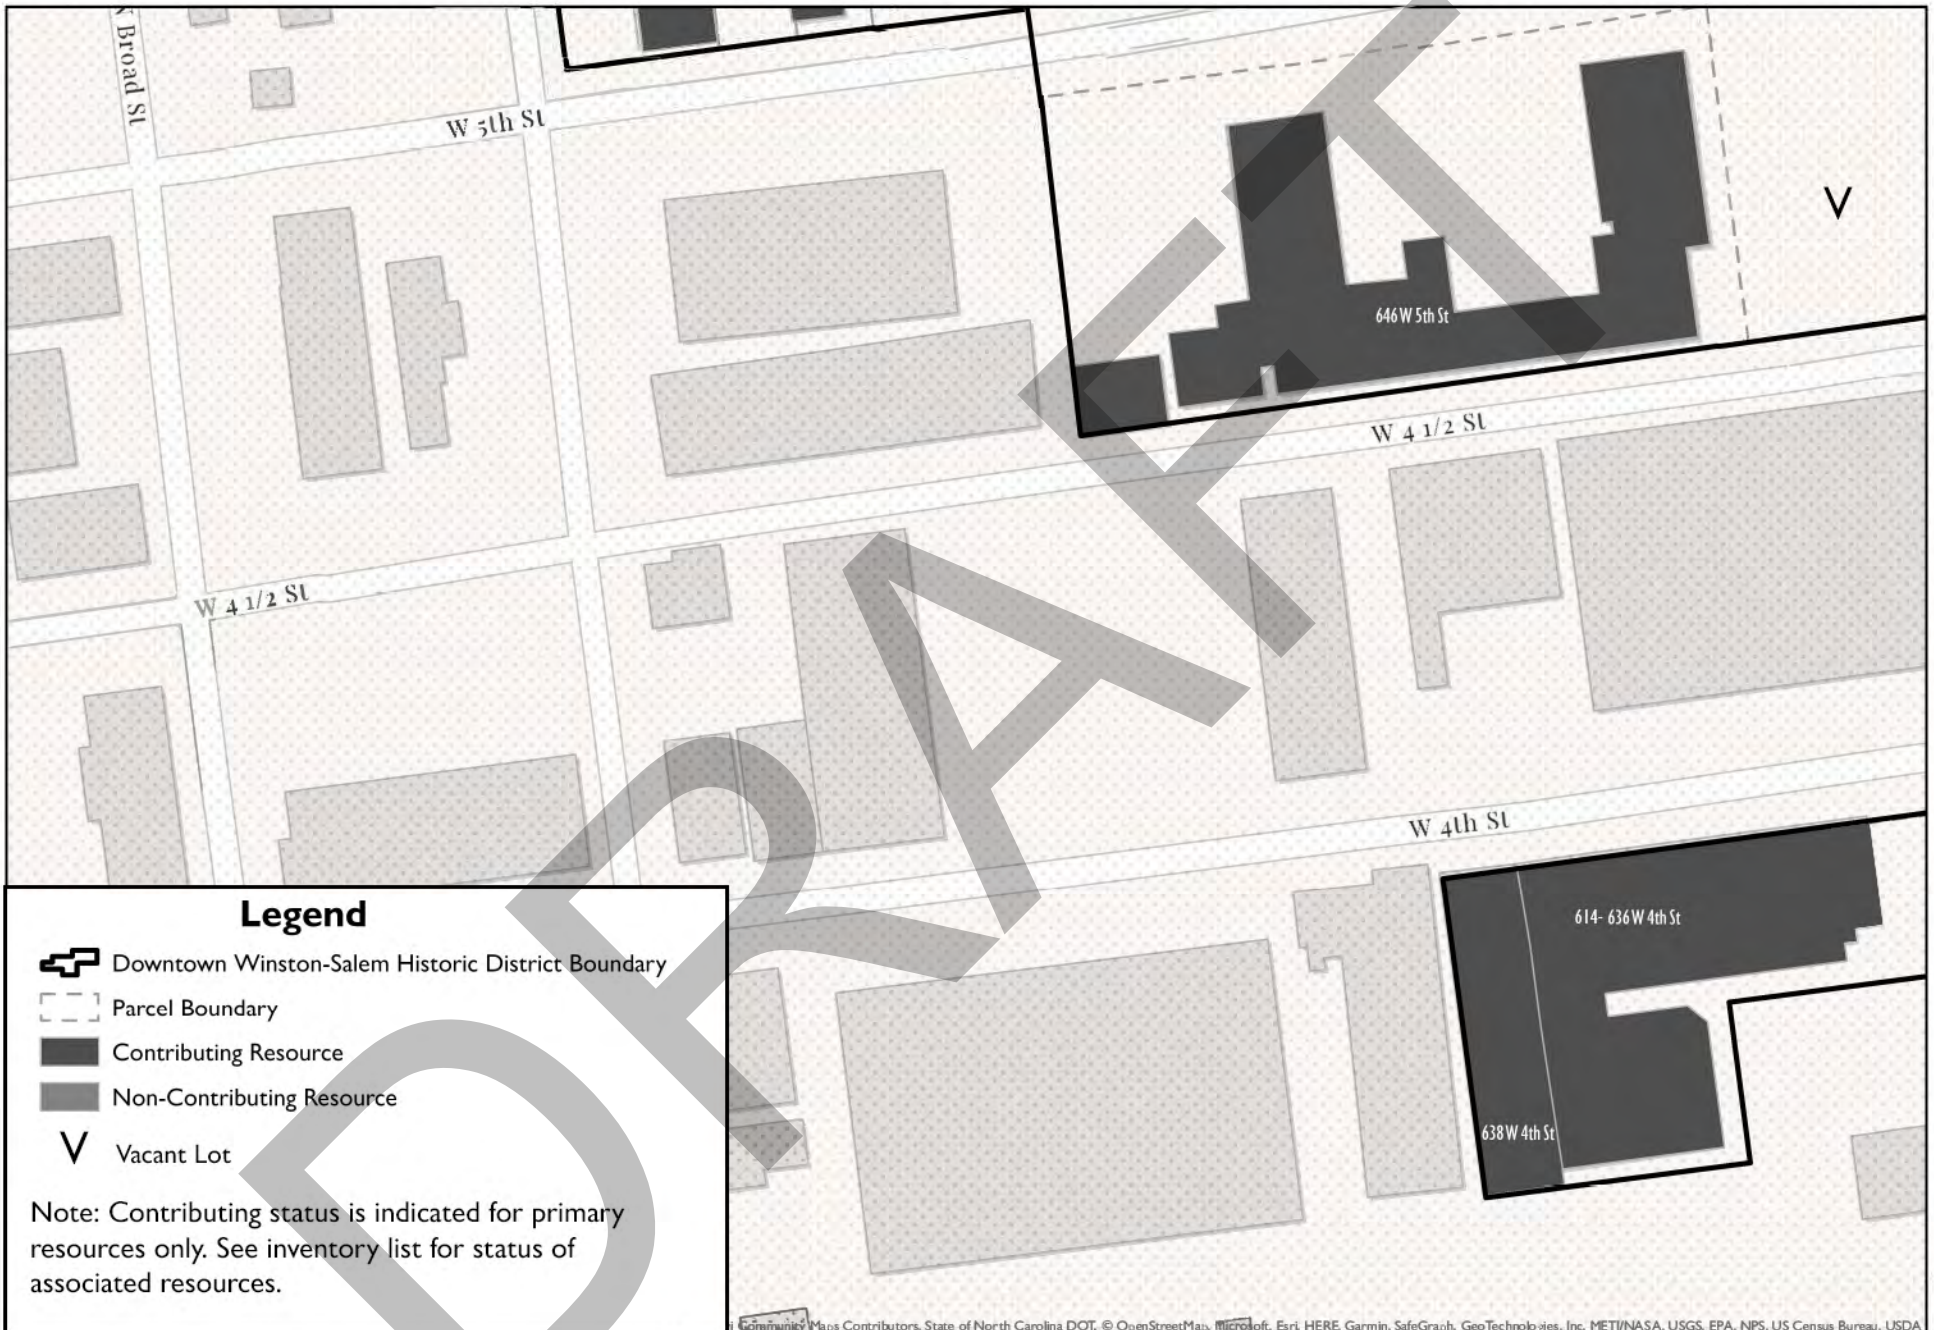 N Broad St
W 5th St
V
646 W 5th St
W 4 1/2 St
W 4 1/2 St
W 4th St
614- 636 W 4th St
638 W 4th St
Legend
Downtown Winston-Salem Historic District Boundary
Parcel Boundary
Contributing Resource
Non-Contributing Resource
V Vacant Lot
Note: Contributing status is indicated for primary
resources only. See inventory list for status of
associated resources.
Community Maps Contributors, State of North Carolina DOT, © OpenStreetMap, Microsoft, Esri, HERE, Garmin, SafeGraph, GeoTechnologies, Inc, METI/NASA, USGS, EPA, NPS, US Census Bureau, USDA
DRAFT